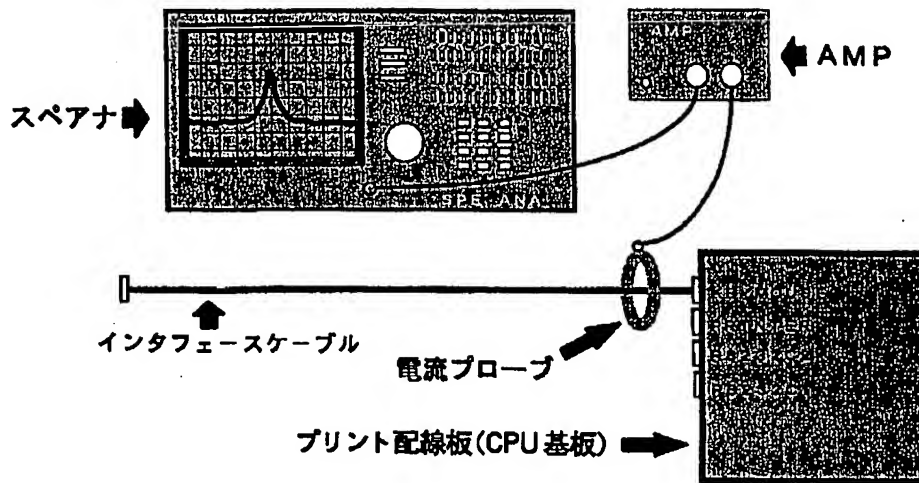 AMP
AMP
スペアナ
SPE. ANA.
インタフェースケーブル
電流プローブ
プリント配線板(CPU基板)